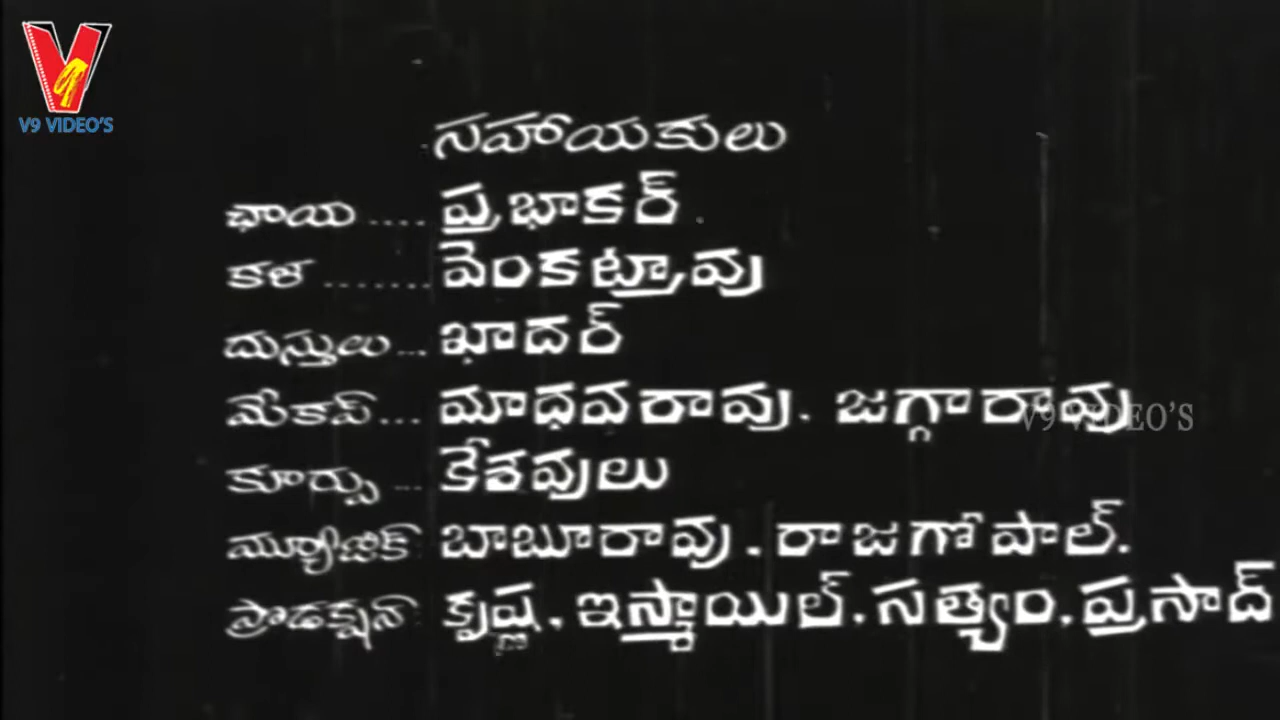 V9 VIDEO'S
సహాయకులు
ఛాయ .... ప్రభాకర్
కళ ....... వెంకట్రావు
దుస్తులు ... ఖాదర్
మేకప్ ... మాధవరావు. జగ్గారావు
V9 VIDEO'S
కూర్పు ... కేశవులు
మ్యూజిక్ బాబూరావు. రాజగోపాల్.
ప్రొడక్షన్ కృష్ణ. ఇస్మాయిల్. సత్యం. ప్రసాద్